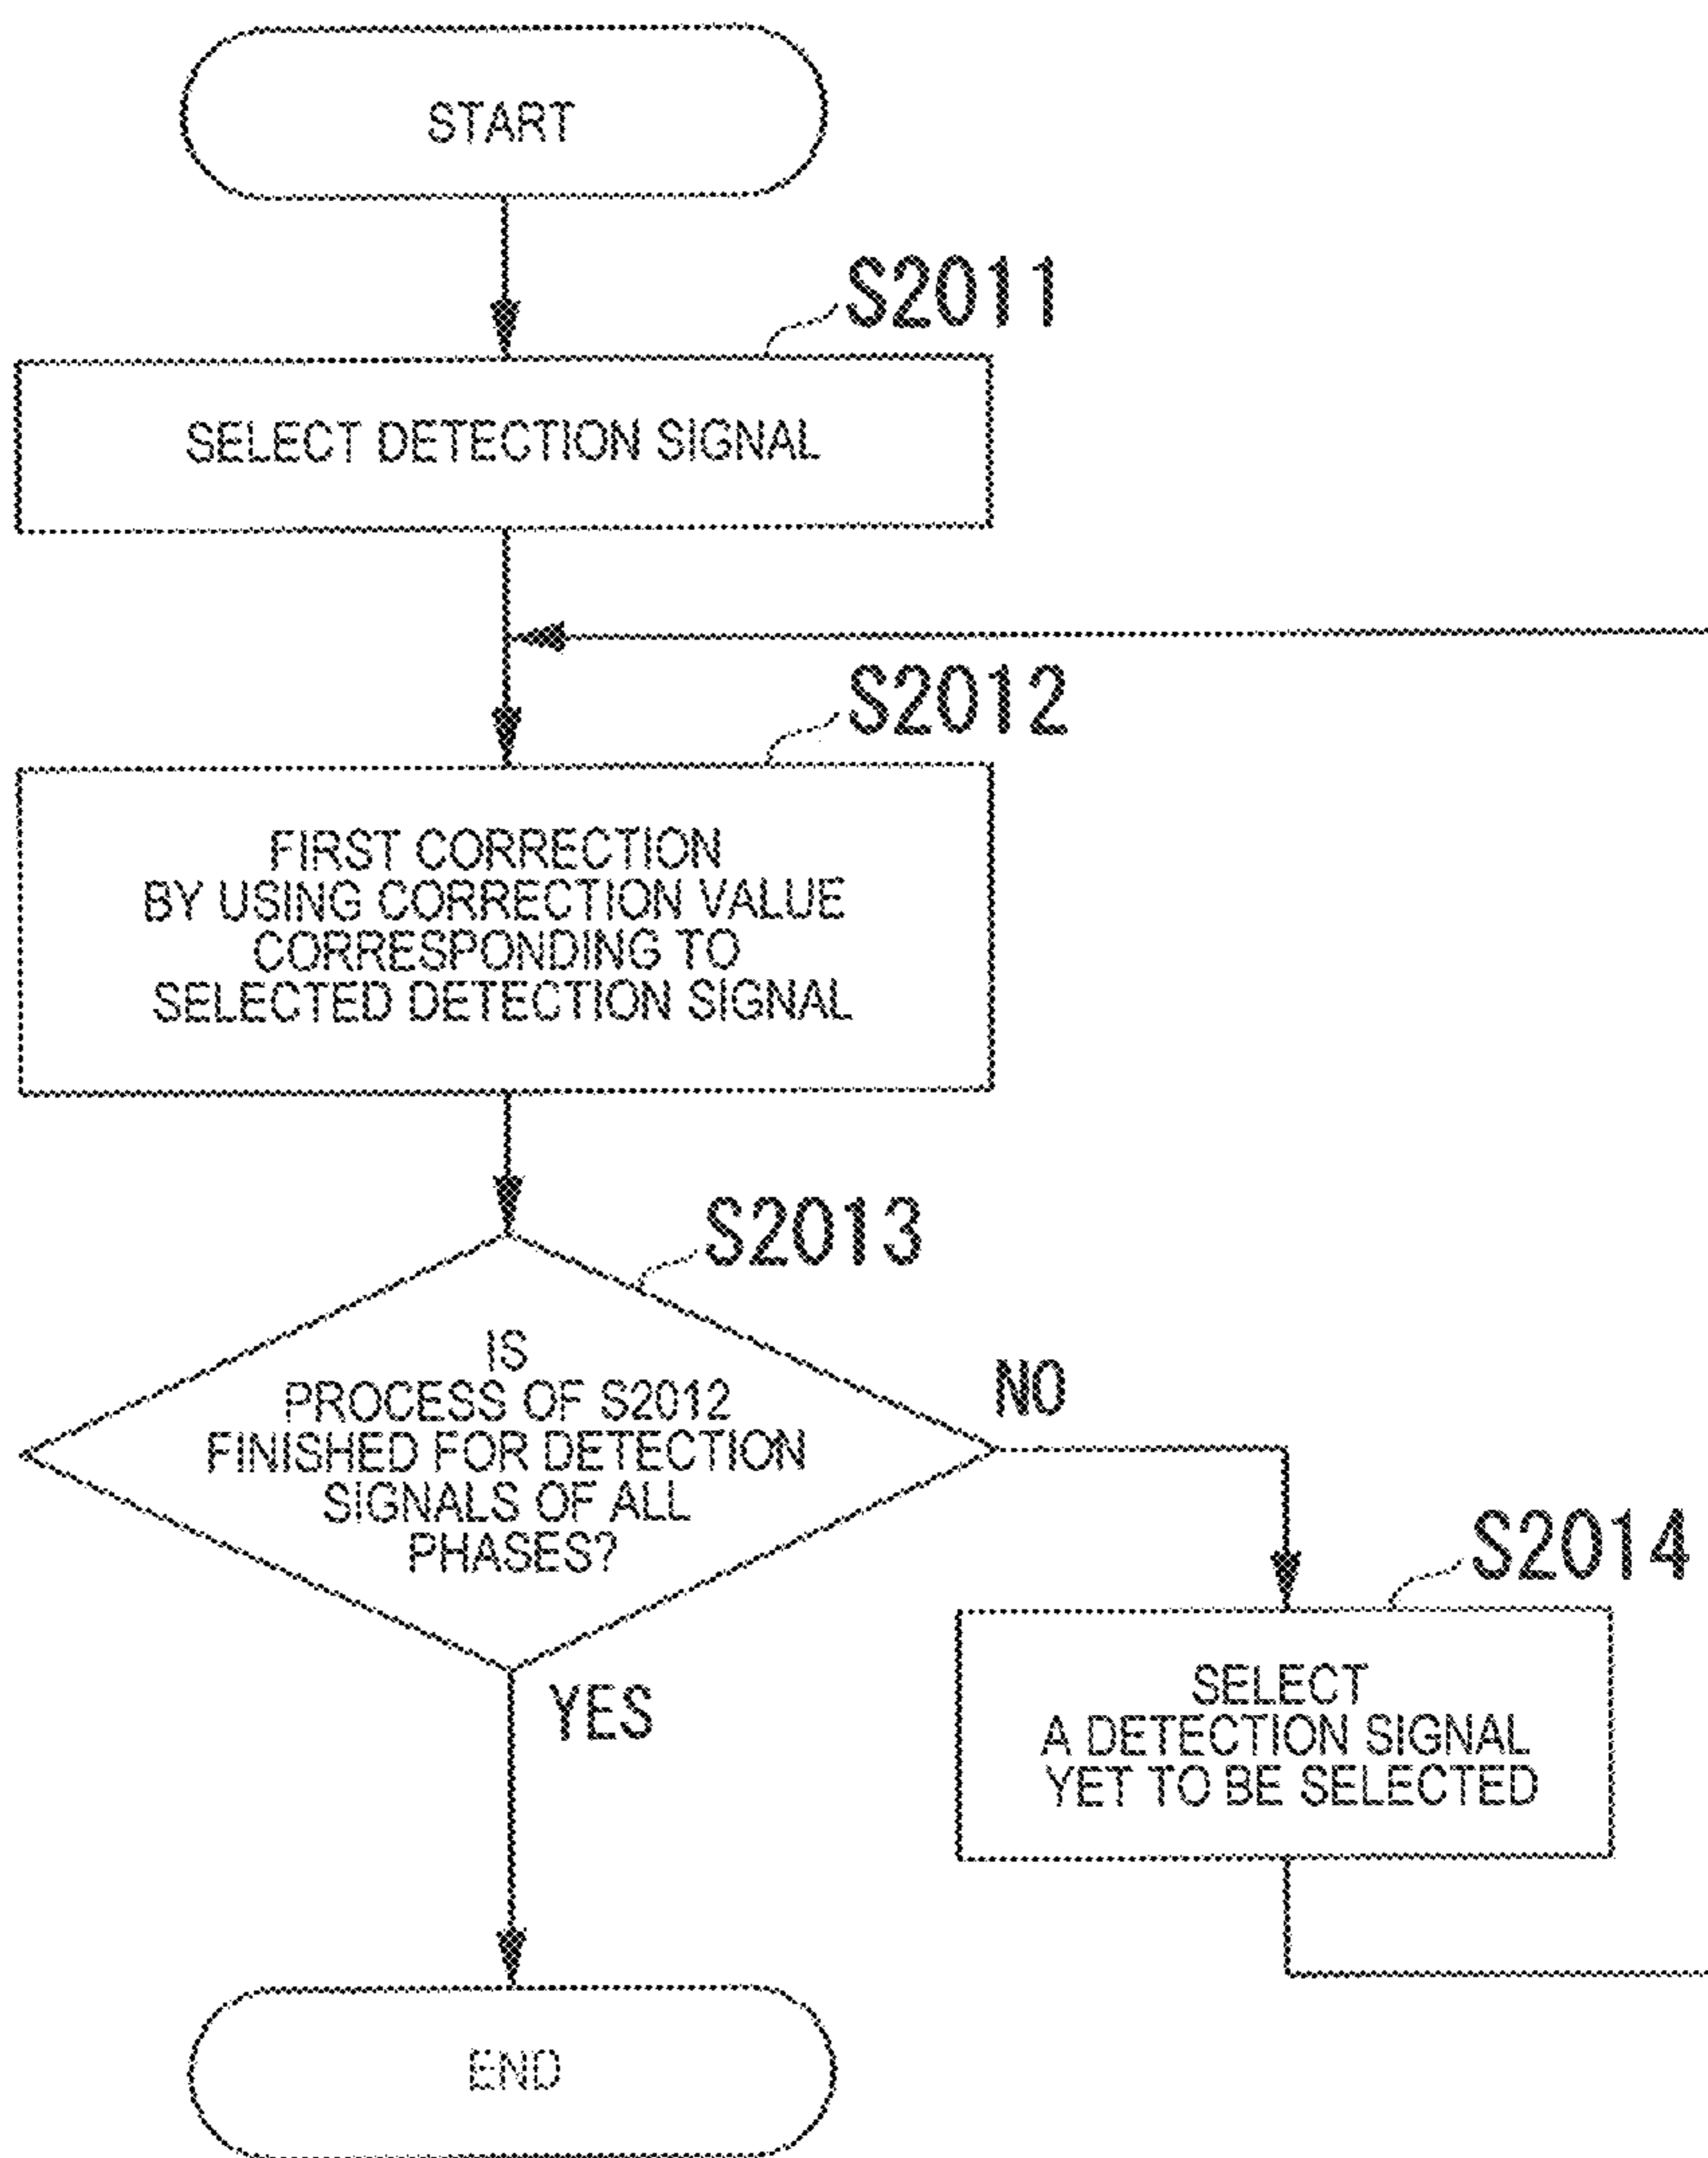 START
S2011
SELECT DETECTION SIGNAL
S2012
FIRST CORRECTION
BY USING CORRECTION VALUE
CORRESPONDING TO
SELECTED DETECTION SIGNAL
S2013
IS
PROCESS OF S2012
FINISHED FOR DETECTION
SIGNALS OF ALL
PHASES?
NO
S2014
SELECT
A DETECTION SIGNAL
YET TO BE SELECTED
YES
END